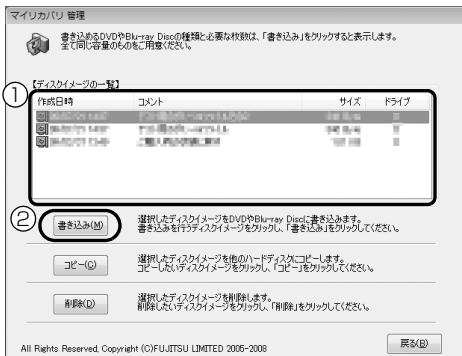 マイリカバリ 管理
書き込めるDVDやBlu-ray Discの種類と必要な枚数は、「書き込み」をクリックすると表示します。
全て同じ容量のものをご用意ください。
【ディスクイメージの一覧】
①
作成日時 コメント サイズ ドライブ
②
書き込み(M) 選択したディスクイメージをDVDやBlu-ray Discに書き込みます。
書き込みを行うディスクイメージをクリックし、「書き込み」をクリックしてください。
コピー(C) 選択したディスクイメージを他のハードディスクにコピーします。
コピーしたいディスクイメージをクリックし、「コピー」をクリックしてください。
削除(D) 選択したディスクイメージを削除します。
削除したいディスクイメージをクリックし、「削除」をクリックしてください。
All Rights Reserved, Copyright (C)FUJITSU LIMITED 2005-2008 戻る(B)